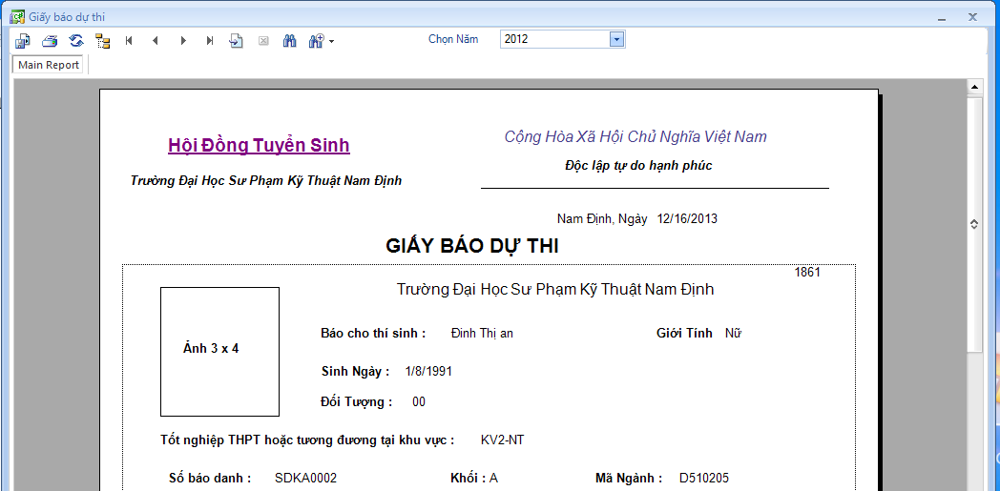 Giấy báo dự thi
Chọn Năm 2012
Main Report
Hội Đồng Tuyển Sinh
Cộng Hòa Xã Hội Chủ Nghĩa Việt Nam
Trường Đại Học Sư Phạm Kỹ Thuật Nam Định
Độc lập tự do hạnh phúc
Nam Định, Ngày 12/16/2013
GIẤY BÁO DỰ THI
1861
Trường Đại Học Sư Phạm Kỹ Thuật Nam Định
Ảnh 3 x 4
Báo cho thí sinh : Đinh Thị an Giới Tính Nữ
Sinh Ngày : 1/8/1991
Đối Tượng : 00
Tốt nghiệp THPT hoặc tương đương tại khu vực : KV2-NT
Số báo danh : SDKA0002 Khối : A Mã Ngành : D510205